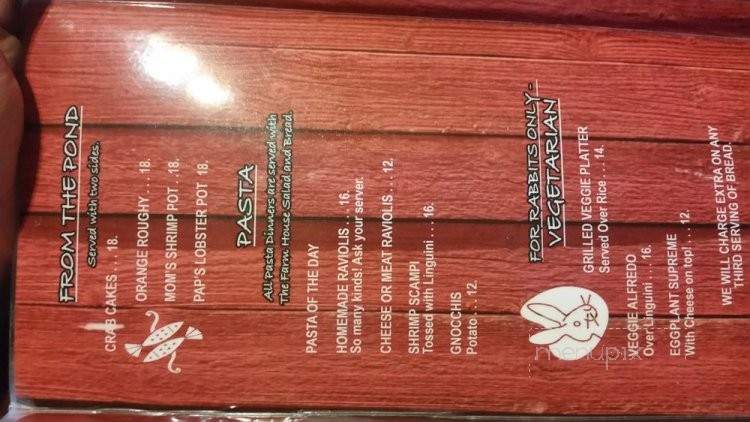 FROM THE POND
Served with two sides.
CRAB CAKES . . . 18.
ORANGE ROUGHY . . . 18.
MOM'S SHRIMP POT . .18.
PAP'S LOBSTER POT 18.
PASTA
All Pasta Dinners are served with
The Farm House Salad and Bread.
PASTA OF THE DAY
HOMEMADE RAVIOLIS . . . 16.
So many kinds! Ask your server.
CHEESE OR MEAT RAVIOLIS . . . 12.
SHRIMP SCAMPI
Tossed with Linguini . . . 16.
GNOCCHIS
Potato . . . 12.
FOR RABBITS ONLY -
VEGETARIAN
GRILLED VEGGIE PLATTER
Served Over Rice . . . 14.
VEGGIE ALFREDO
Over Linguini . . . 16.
EGGPLANT SUPREME
With Cheese on top! . . . 12.
WE WILL CHARGE EXTRA ON ANY
THIRD SERVING OF BREAD.
menupix